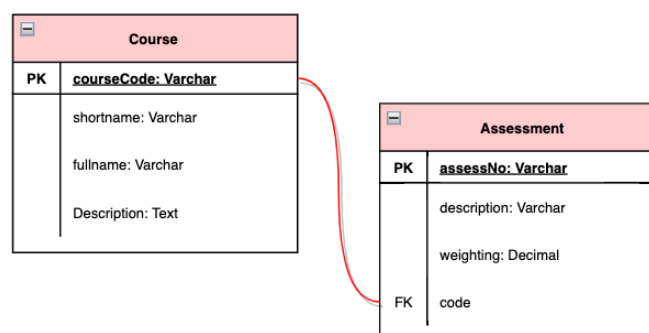 Course
PK courseCode: Varchar
shortname: Varchar
fullname: Varchar
Description: Text
Assessment
PK assessNo: Varchar
description: Varchar
weighting: Decimal
FK code